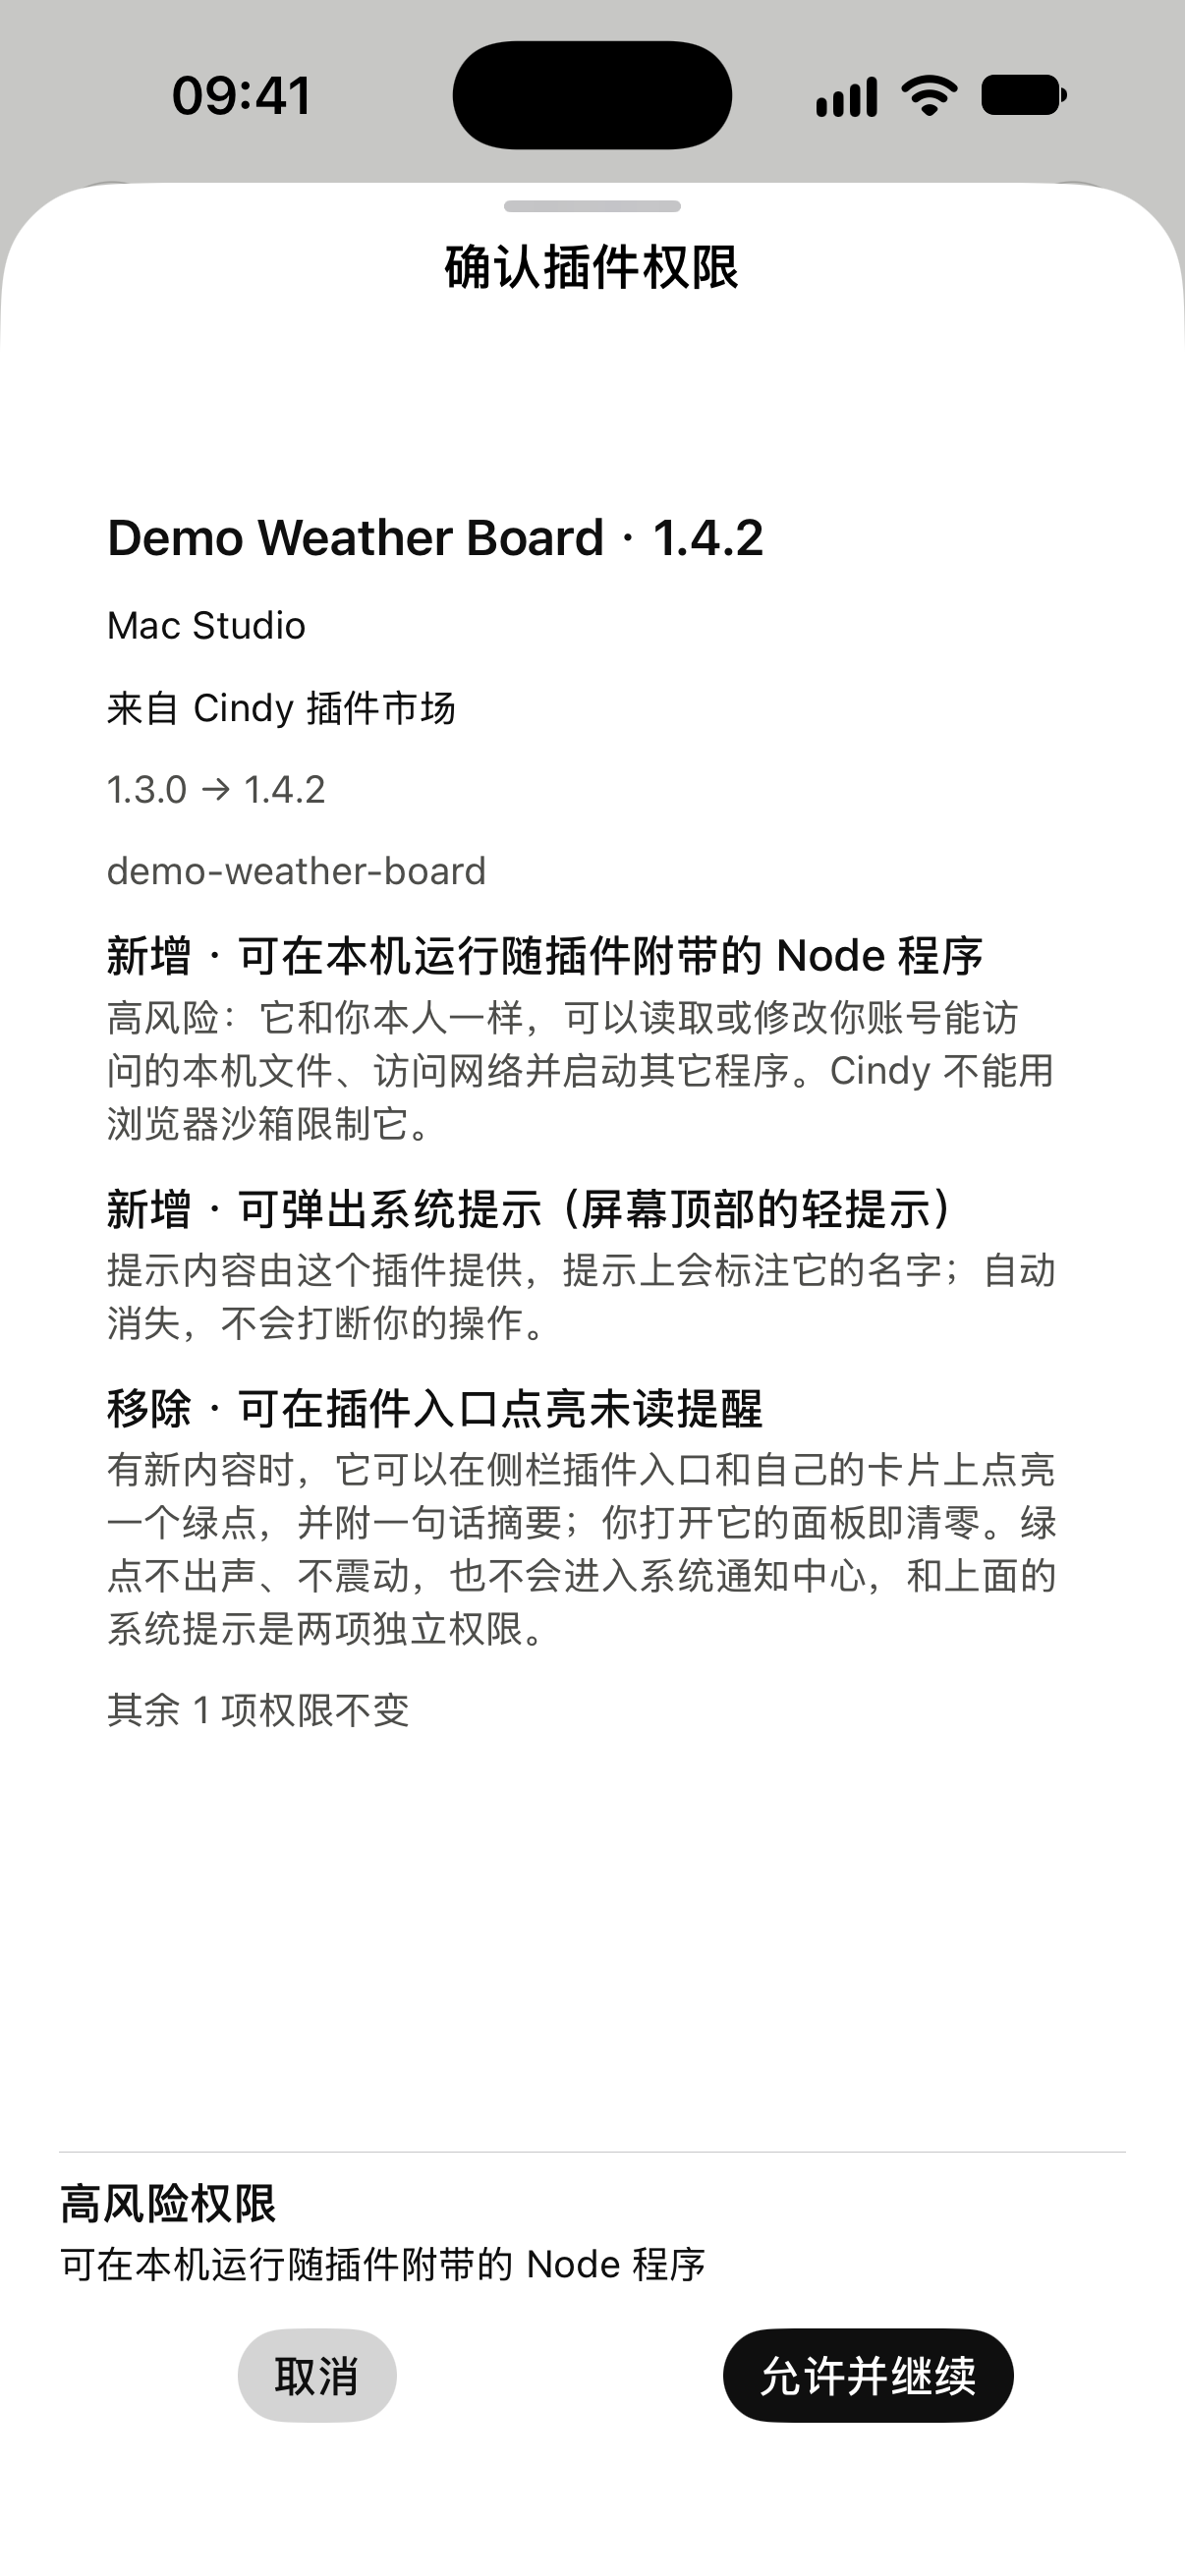 09:41
确认插件权限
Demo Weather Board · 1.4.2
Mac Studio
来自 Cindy 插件市场
1.3.0 → 1.4.2
demo-weather-board
新增 · 可在本机运行随插件附带的 Node 程序
高风险：它和你本人一样，可以读取或修改你账号能访
问的本机文件、访问网络并启动其它程序。Cindy 不能用
浏览器沙箱限制它。
新增 · 可弹出系统提示（屏幕顶部的轻提示）
提示内容由这个插件提供，提示上会标注它的名字；自动
消失，不会打断你的操作。
移除 · 可在插件入口点亮未读提醒
有新内容时，它可以在侧栏插件入口和自己的卡片上点亮
一个绿点，并附一句话摘要；你打开它的面板即清零。绿
点不出声、不震动，也不会进入系统通知中心，和上面的
系统提示是两项独立权限。
其余 1 项权限不变
高风险权限
可在本机运行随插件附带的 Node 程序
取消
允许并继续